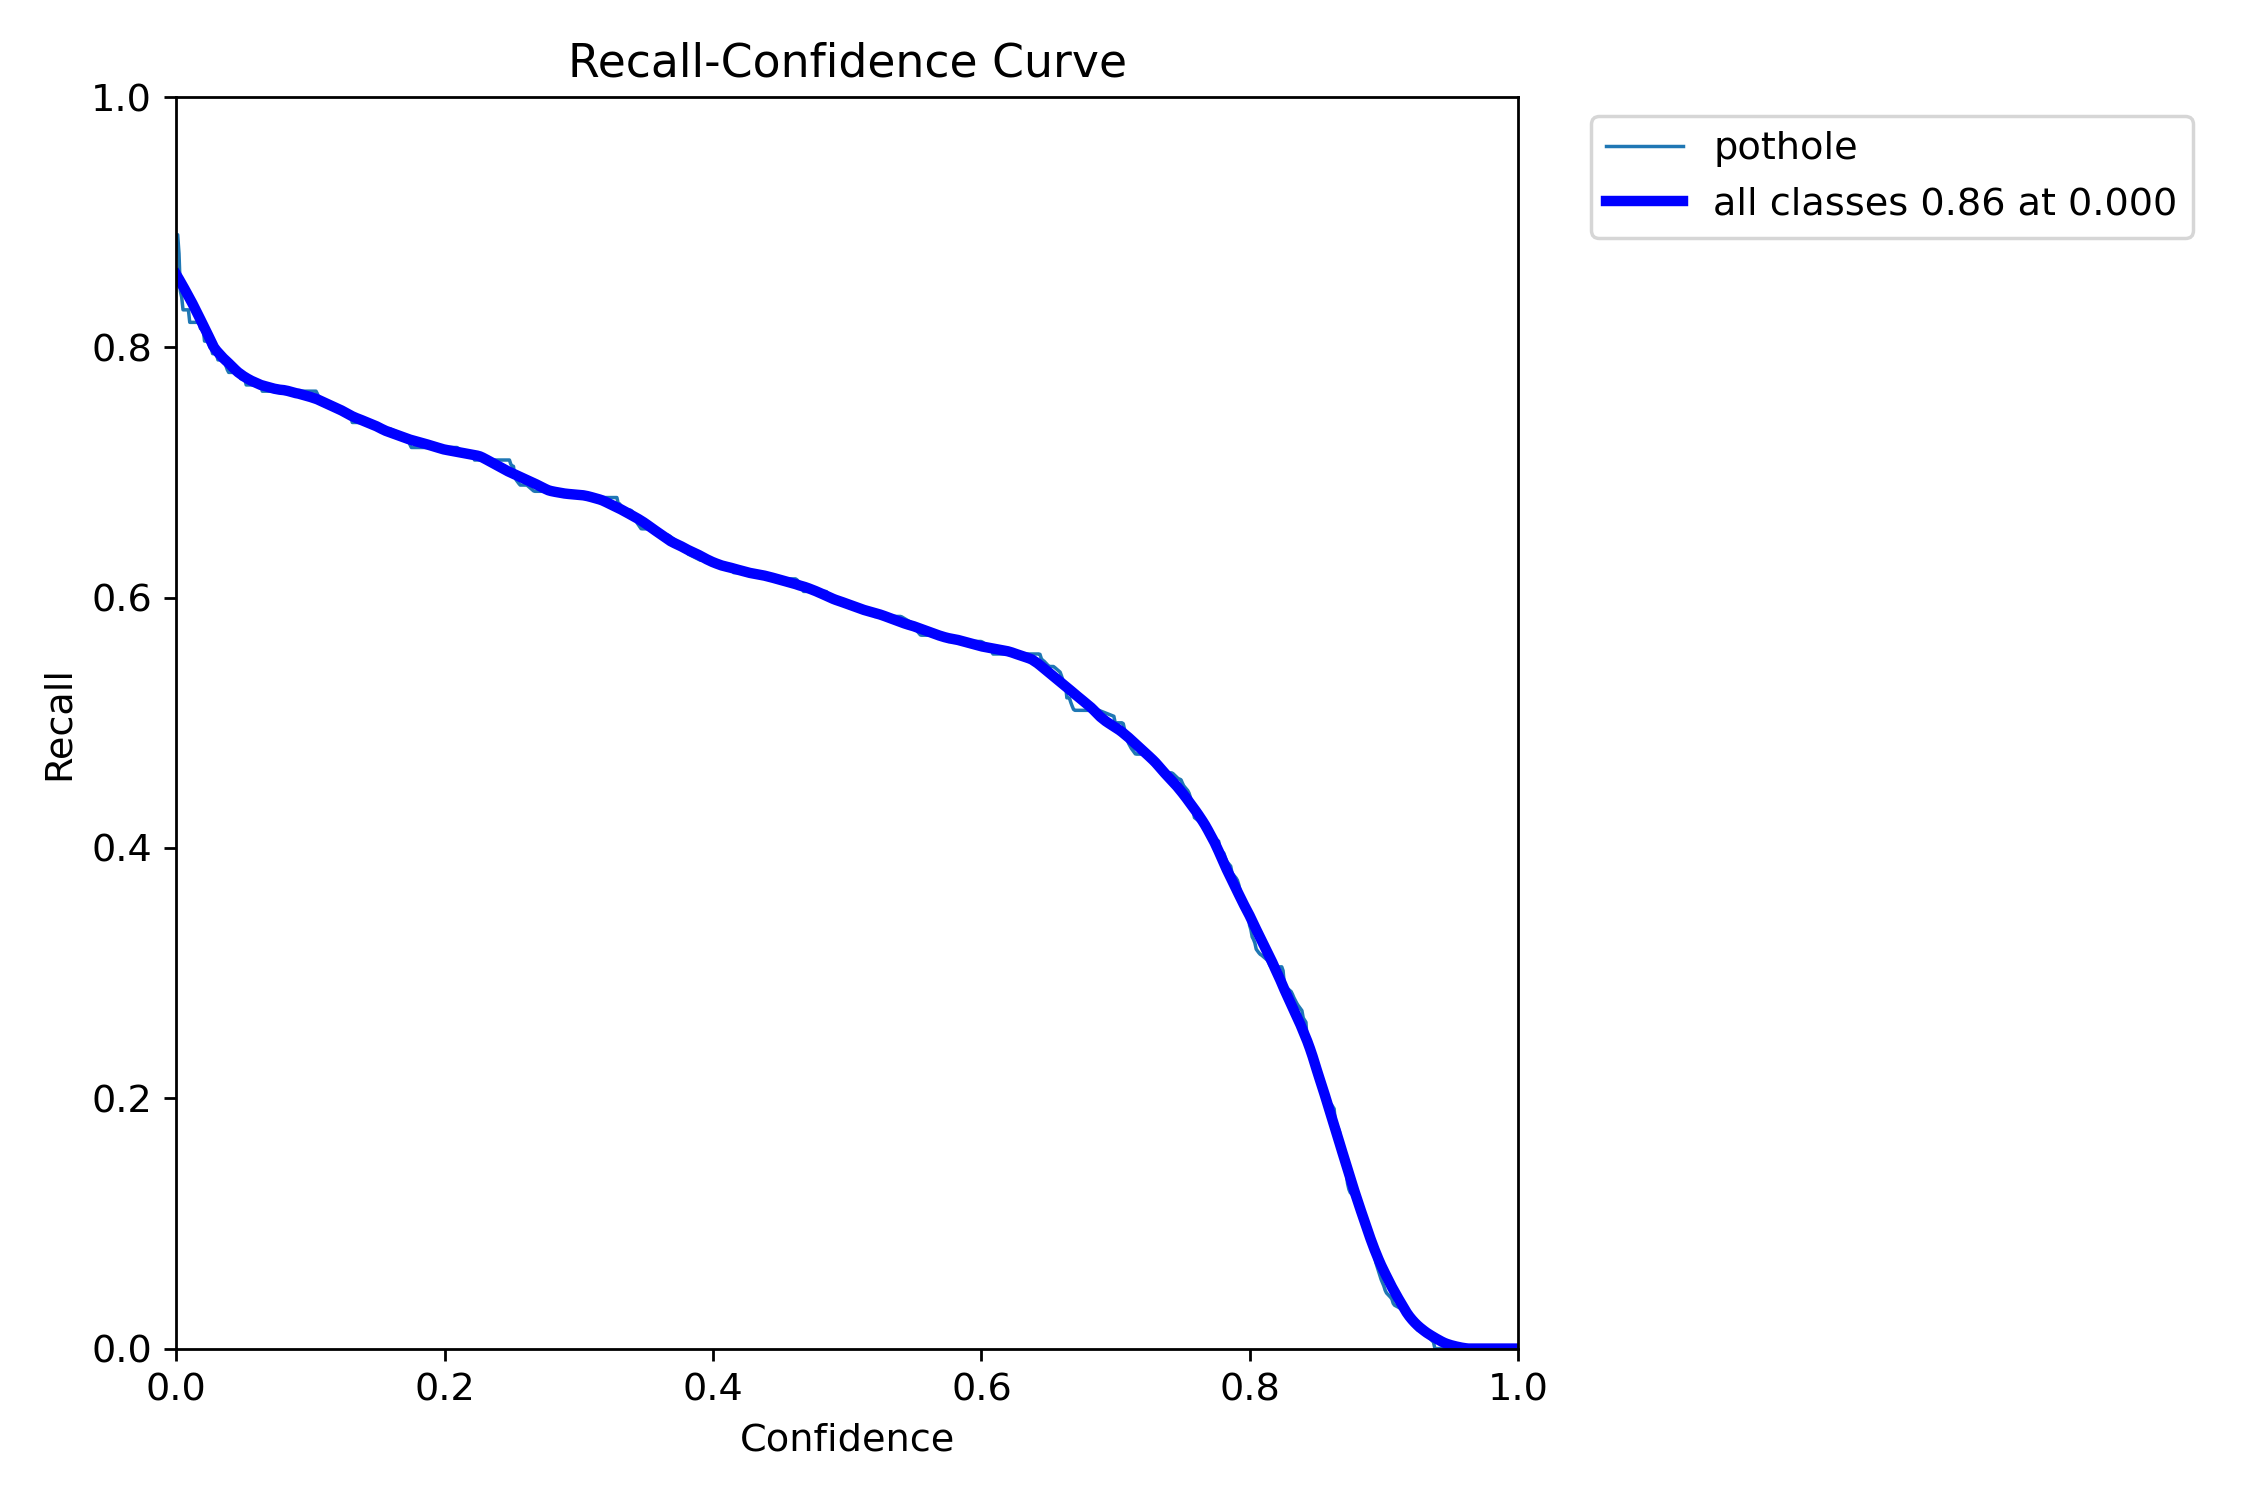 Recall-Confidence Curve
1.0
0.8
0.6
0.4
0.2
0.0
Recall
0.0 0.2 0.4 0.6 0.8 1.0
Confidence
pothole
all classes 0.86 at 0.000